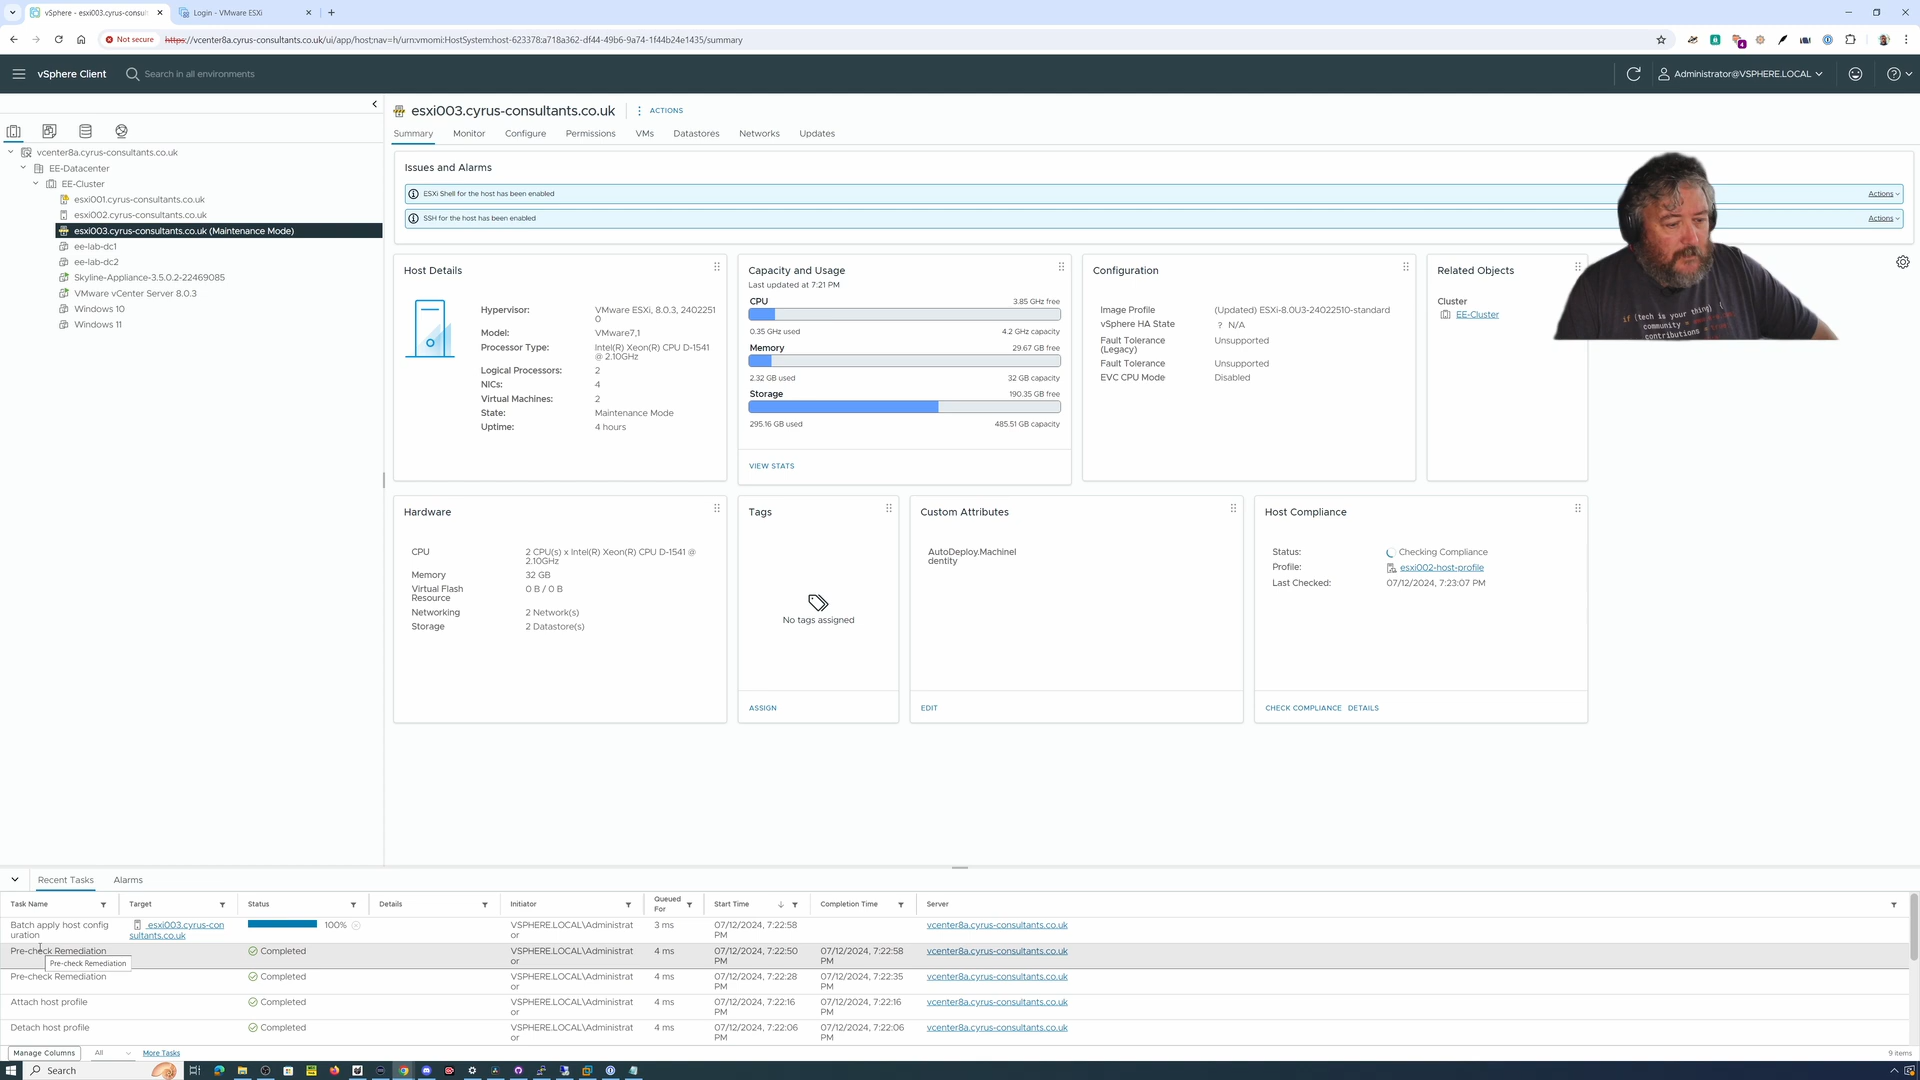 vSphere - esxi003.cyrus-consult
Login - VMware ESXi
Not secure
https://vcenter8a.cyrus-consultants.co.uk/ui/app/host;nav=h/urn:vmomi:HostSystem:host-623378:a718a362-df44-49b6-9a74-1f44b24e1435/summary
vSphere Client
Search in all environments
Administrator@VSPHERE.LOCAL
vcenter8a.cyrus-consultants.co.uk
EE-Datacenter
EE-Cluster
esxi001.cyrus-consultants.co.uk
esxi002.cyrus-consultants.co.uk
esxi003.cyrus-consultants.co.uk (Maintenance Mode)
ee-lab-dc1
ee-lab-dc2
Skyline-Appliance-3.5.0.2-22469085
VMware vCenter Server 8.0.3
Windows 10
Windows 11
esxi003.cyrus-consultants.co.uk
ACTIONS
Summary Monitor Configure Permissions VMs Datastores Networks Updates
Issues and Alarms
ESXi Shell for the host has been enabled
Actions
SSH for the host has been enabled
Actions
if (tech is your thing) {
community =
contributions =
Host Details
Hypervisor: VMware ESXi, 8.0.3, 2402251
0
Model: VMware7,1
Processor Type: Intel(R) Xeon(R) CPU D-1541
@ 2.10GHz
Logical Processors: 2
NICs: 4
Virtual Machines: 2
State: Maintenance Mode
Uptime: 4 hours
Capacity and Usage
Last updated at 7:21 PM
CPU 3.85 GHz free
0.35 GHz used 4.2 GHz capacity
Memory 29.67 GB free
2.32 GB used 32 GB capacity
Storage 190.35 GB free
295.16 GB used 485.51 GB capacity
VIEW STATS
Configuration
Image Profile (Updated) ESXi-8.0U3-24022510-standard
vSphere HA State ? N/A
Fault Tolerance
(Legacy) Unsupported
Fault Tolerance Unsupported
EVC CPU Mode Disabled
Related Objects
Cluster
EE-Cluster
Hardware
CPU 2 CPU(s) x Intel(R) Xeon(R) CPU D-1541 @
2.10GHz
Memory 32 GB
Virtual Flash
Resource 0 B / 0 B
Networking 2 Network(s)
Storage 2 Datastore(s)
Tags
No tags assigned
ASSIGN
Custom Attributes
AutoDeploy.MachineI
dentity
EDIT
Host Compliance
Status: Checking Compliance
Profile: esxi002-host-profile
Last Checked: 07/12/2024, 7:23:07 PM
CHECK COMPLIANCE DETAILS
Recent Tasks Alarms
Task Name Target Status Details Initiator Queued
For Start Time Completion Time Server
Batch apply host config
uration esxi003.cyrus-con
sultants.co.uk 100% VSPHERE.LOCAL\Administrat
or 3 ms 07/12/2024, 7:22:58
PM vcenter8a.cyrus-consultants.co.uk
Pre-check Remediation Completed VSPHERE.LOCAL\Administrat
or 4 ms 07/12/2024, 7:22:50
PM 07/12/2024, 7:22:58
PM vcenter8a.cyrus-consultants.co.uk
Pre-check Remediation
Pre-check Remediation Completed VSPHERE.LOCAL\Administrat
or 4 ms 07/12/2024, 7:22:28
PM 07/12/2024, 7:22:35
PM vcenter8a.cyrus-consultants.co.uk
Attach host profile Completed VSPHERE.LOCAL\Administrat
or 4 ms 07/12/2024, 7:22:16
PM 07/12/2024, 7:22:16
PM vcenter8a.cyrus-consultants.co.uk
Detach host profile Completed VSPHERE.LOCAL\Administrat
or 4 ms 07/12/2024, 7:22:06
PM 07/12/2024, 7:22:06
PM vcenter8a.cyrus-consultants.co.uk
Manage Columns All More Tasks 9 items
Search